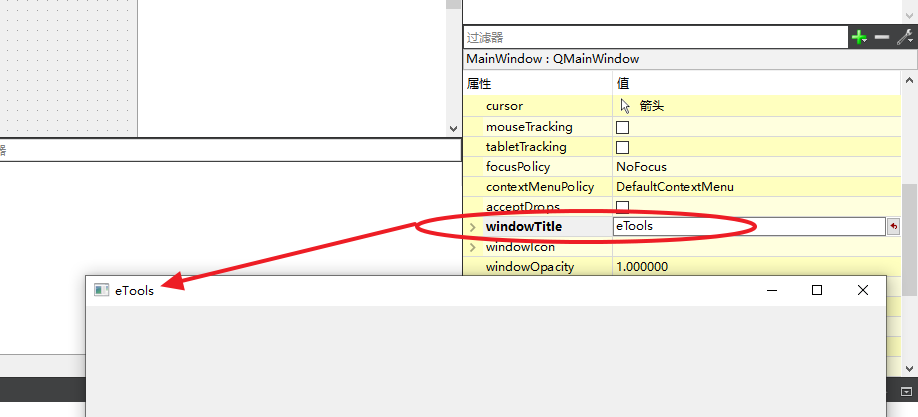 过滤器
MainWindow : QMainWindow
属性 值
cursor 箭头
mouseTracking
tabletTracking
器
focusPolicy NoFocus
contextMenuPolicy DefaultContextMenu
acceptDrops
windowTitle eTools
windowIcon
windowOpacity 1.000000
eTools